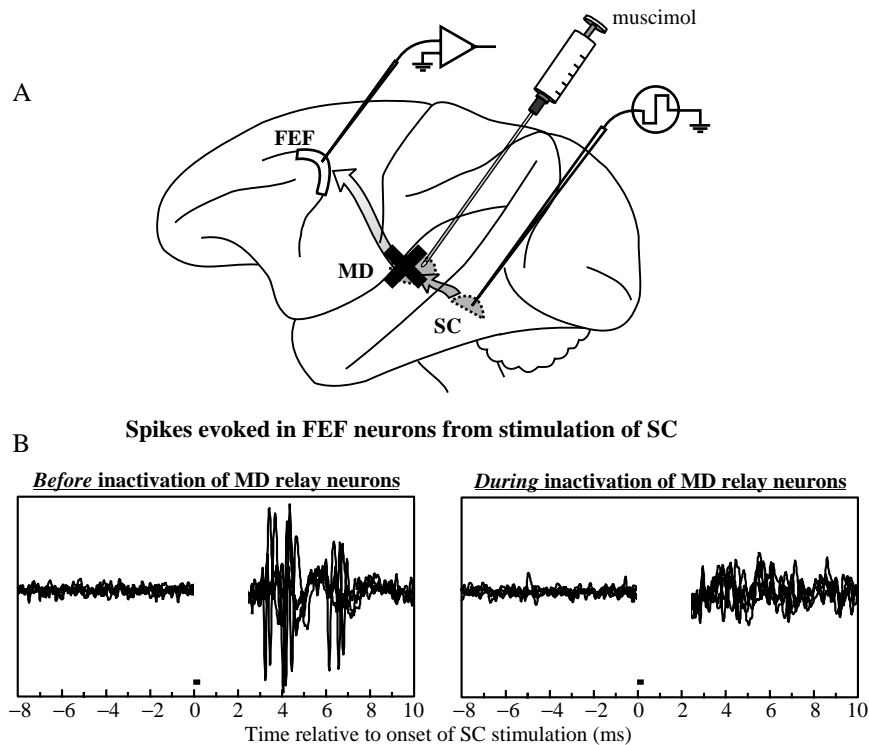 muscimol
A
FEF
MD
SC
Spikes evoked in FEF neurons from stimulation of SC
B
Before inactivation of MD relay neurons
During inactivation of MD relay neurons
−8 −6 −4 −2 0 2 4 6 8 10
−8 −6 −4 −2 0 2 4 6 8 10
Time relative to onset of SC stimulation (ms)